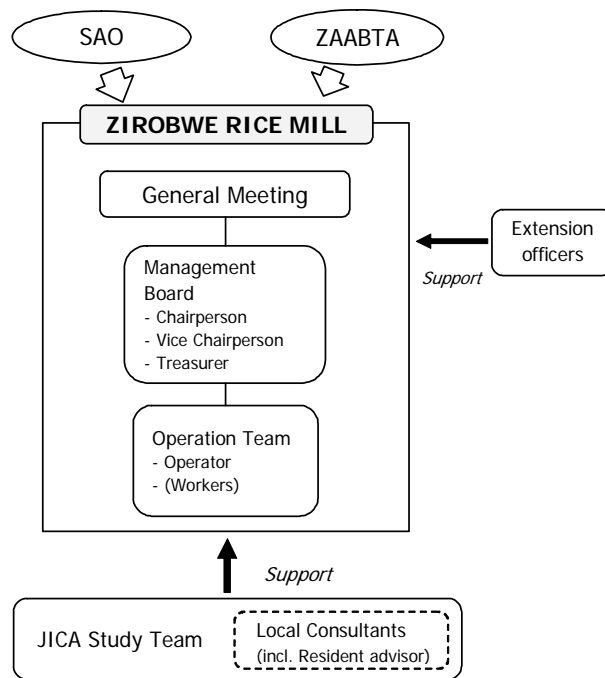 SAO
ZAABTA
ZIROBWE RICE MILL
General Meeting
Management
Board
- Chairperson
- Vice Chairperson
- Treasurer
Extension
officers
Support
Operation Team
- Operator
- (Workers)
Support
JICA Study Team
Local Consultants
(incl. Resident advisor)